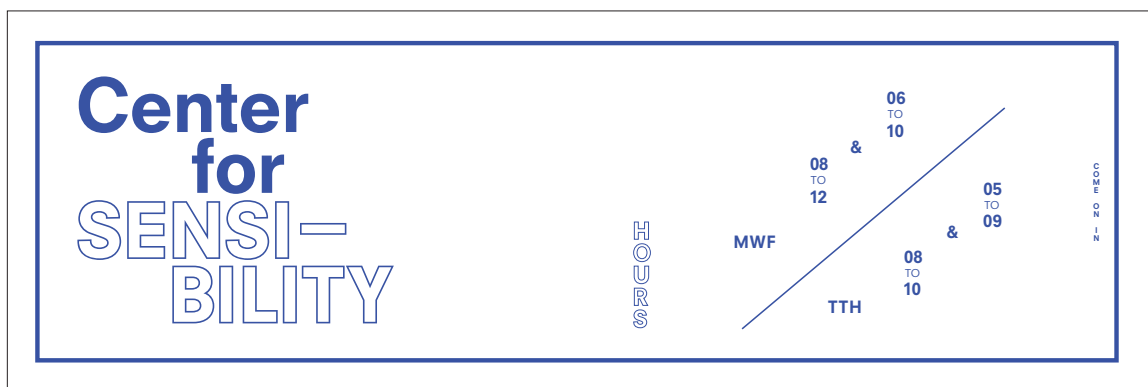 Center
for
SENSI—
BILITY
HOURS
MWF
08
TO
12
&
06
TO
10
TTH
08
TO
10
&
05
TO
09
COME ON IN